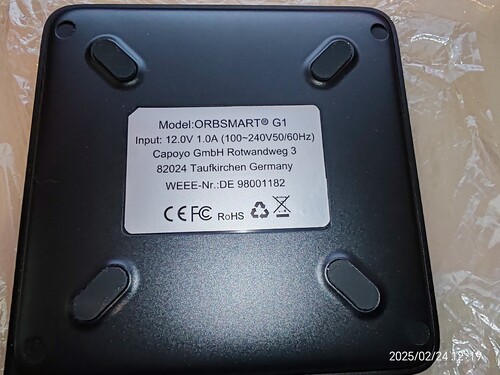 Model:ORBSMART® G1
Input: 12.0V 1.0A (100~240V50/60Hz)
Capoyo GmbH Rotwandweg 3
82024 Taufkirchen Germany
WEEE-Nr.:DE 98001182
CE FC RoHS
2025/02/24 12:19